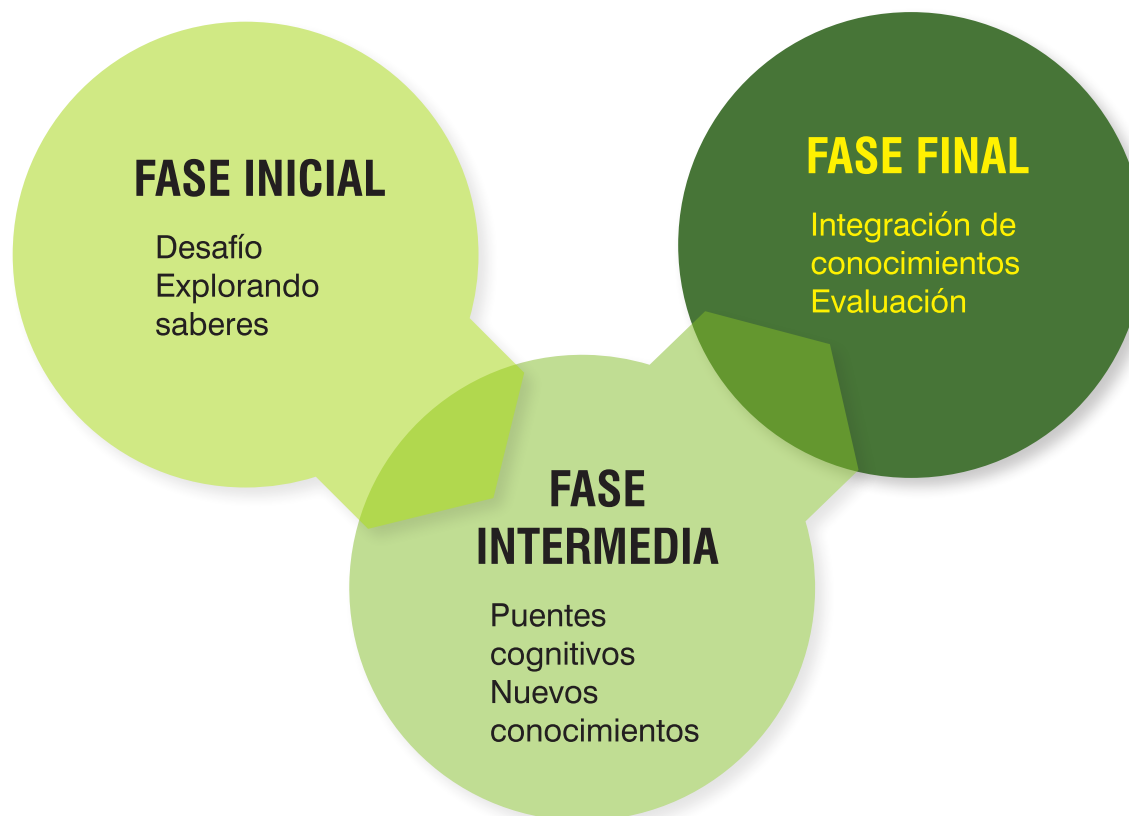 FASE INICIAL
Desafío
Explorando
saberes
FASE
INTERMEDIA
Puentes
cognitivos
Nuevos
conocimientos
FASE FINAL
Integración de
conocimientos
Evaluación